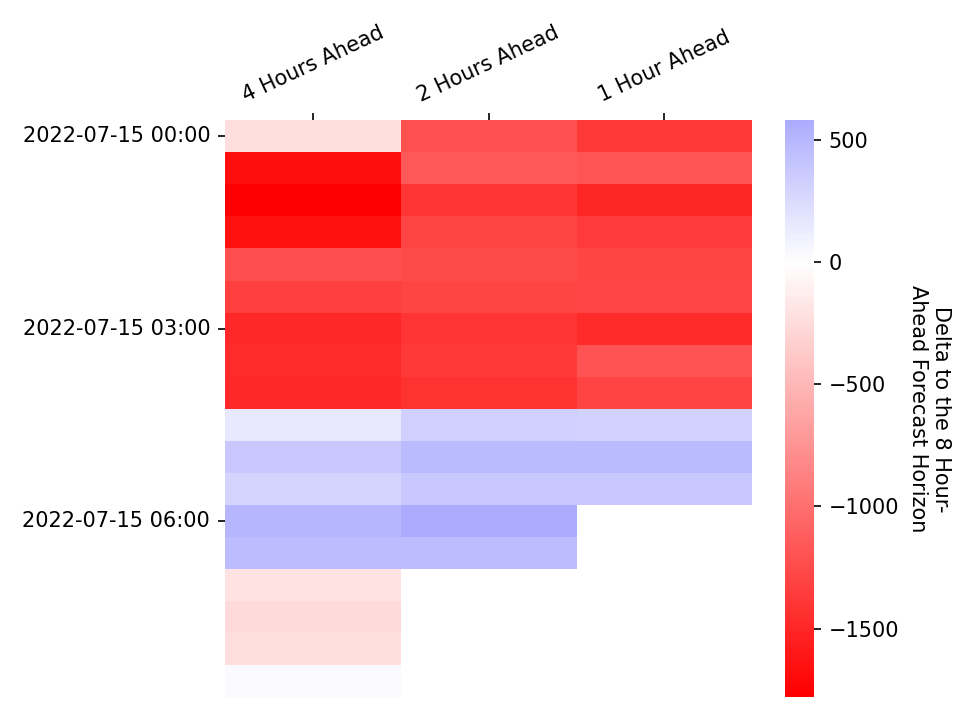 4 Hours Ahead
2 Hours Ahead
1 Hour Ahead
2022-07-15 00:00
2022-07-15 03:00
2022-07-15 06:00
500
0
−500
−1000
−1500
Delta to the 8 Hour-
Ahead Forecast Horizon